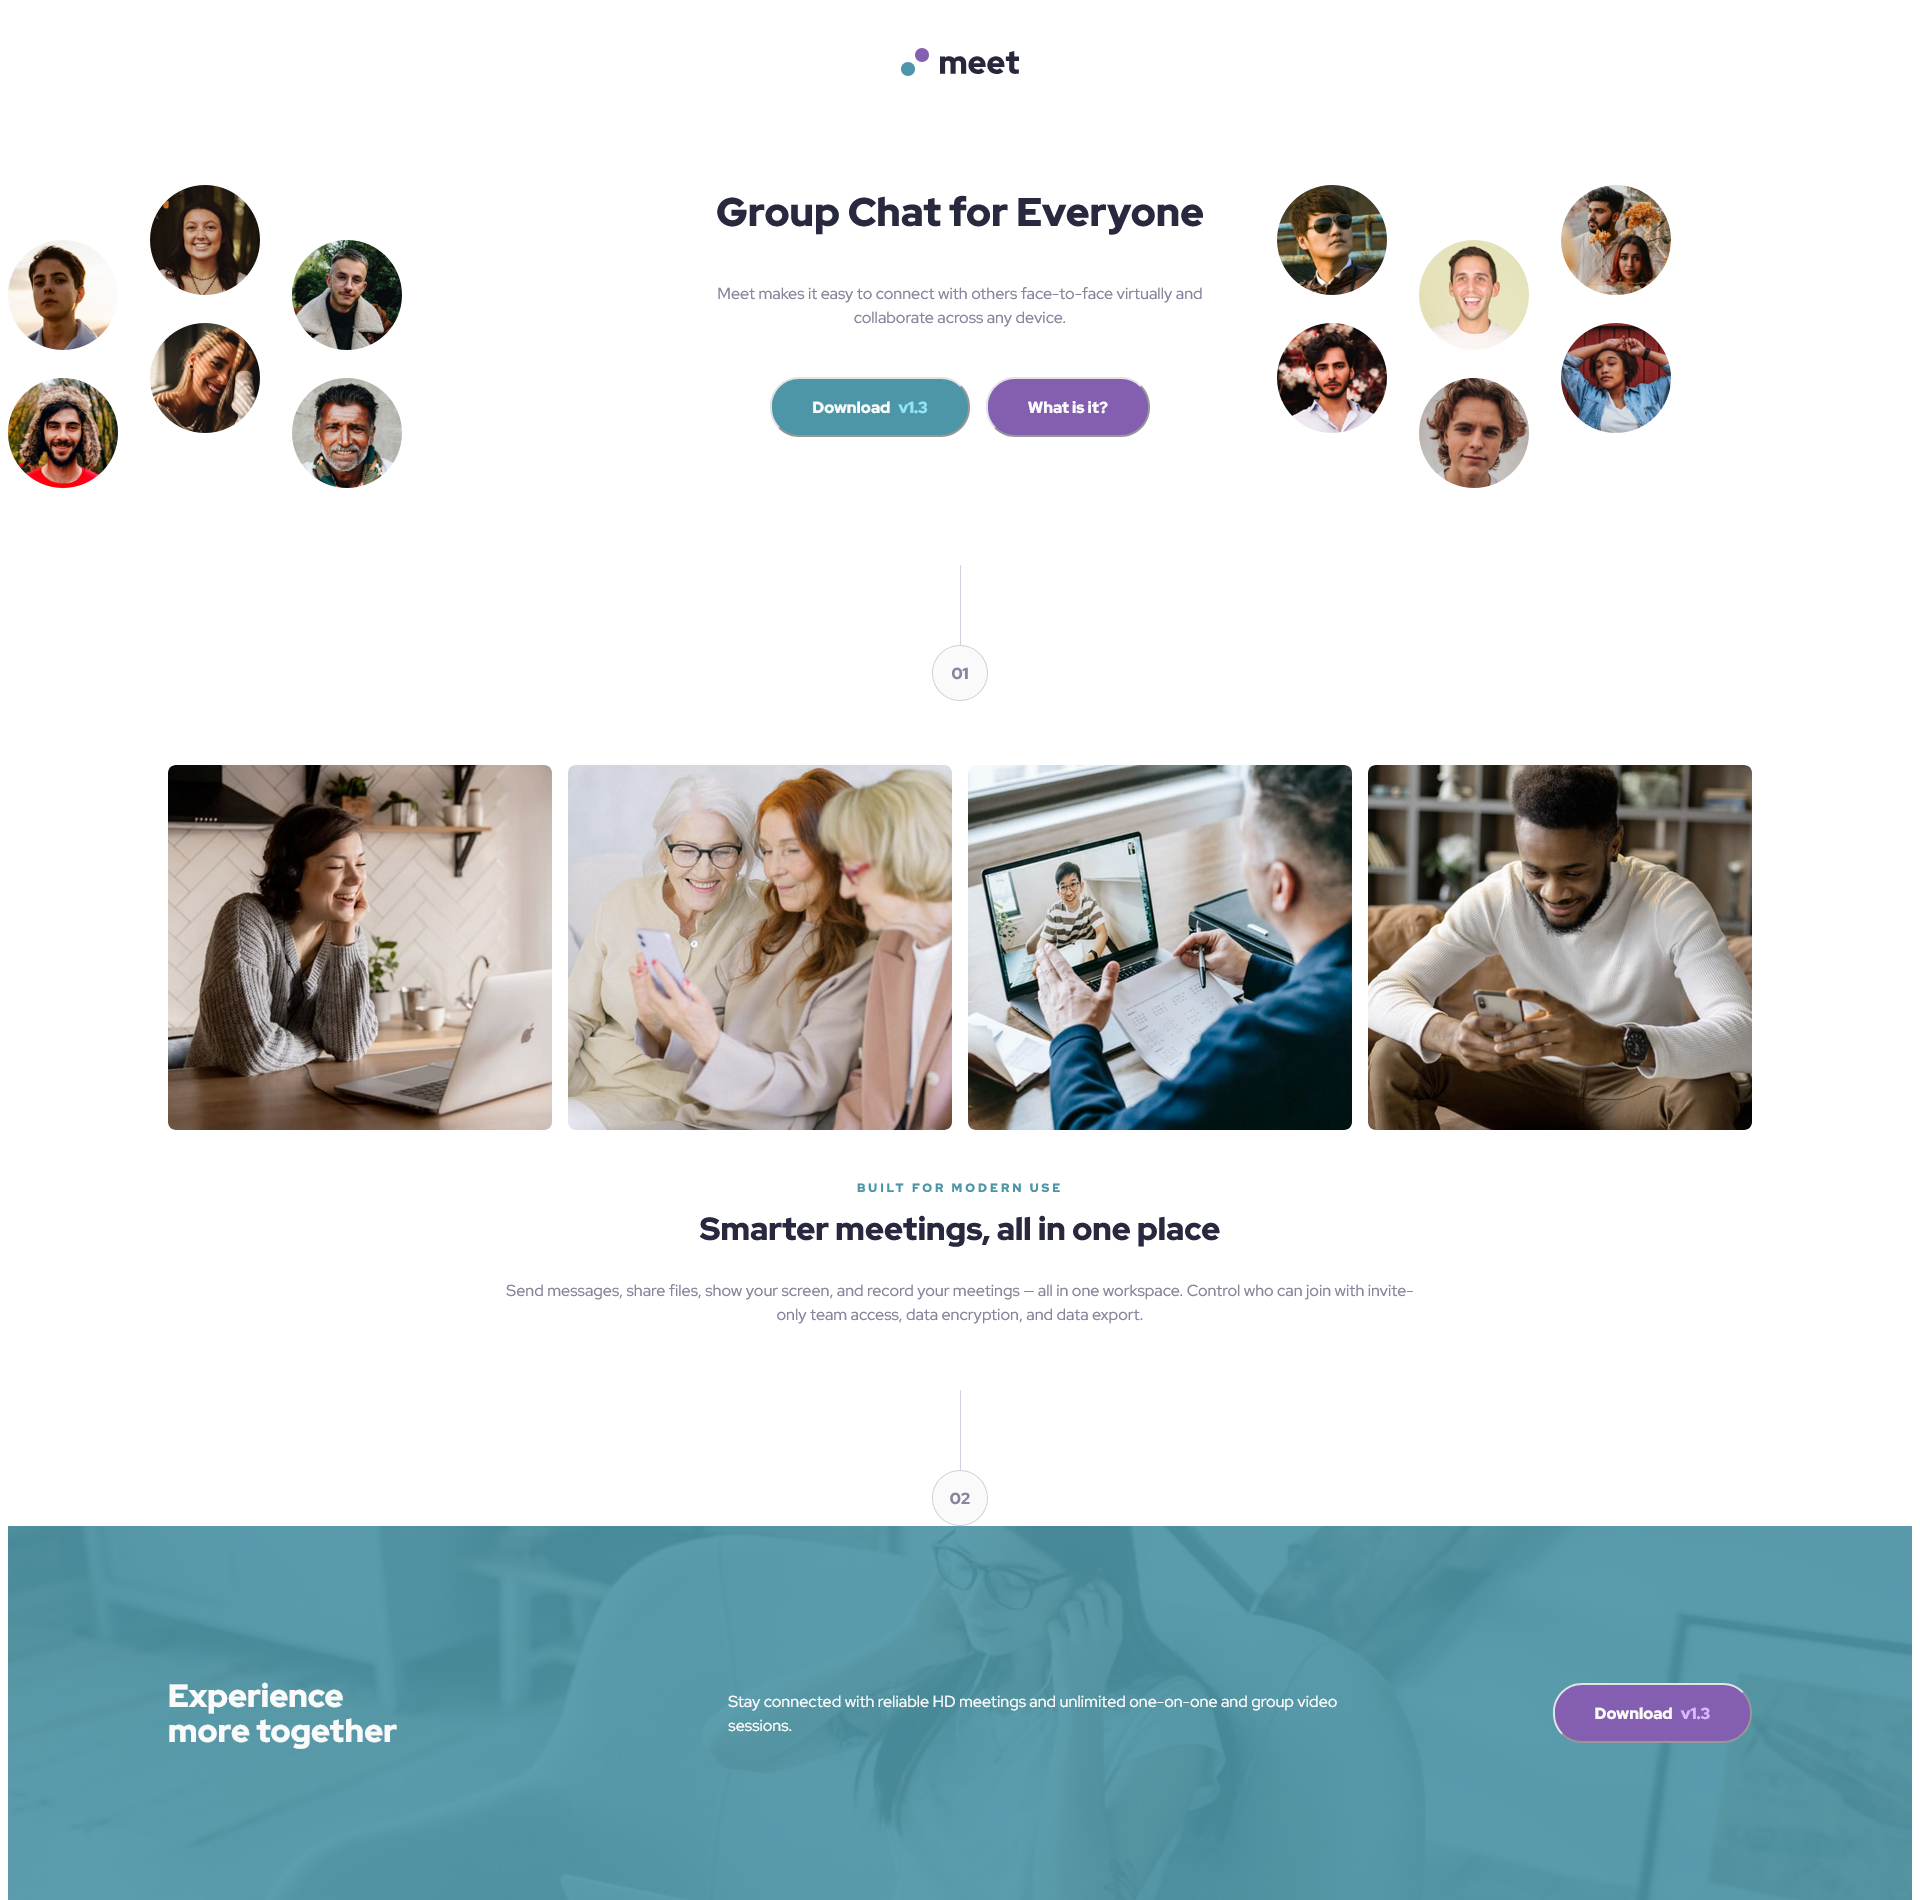 meet
Group Chat for Everyone
Meet makes it easy to connect with others face-to-face virtually and
collaborate across any device.
Download v1.3
What is it?
01
BUILT FOR MODERN USE
Smarter meetings, all in one place
Send messages, share files, show your screen, and record your meetings — all in one workspace. Control who can join with invite-
only team access, data encryption, and data export.
02
Experience
more together
Stay connected with reliable HD meetings and unlimited one-on-one and group video
sessions.
Download v1.3